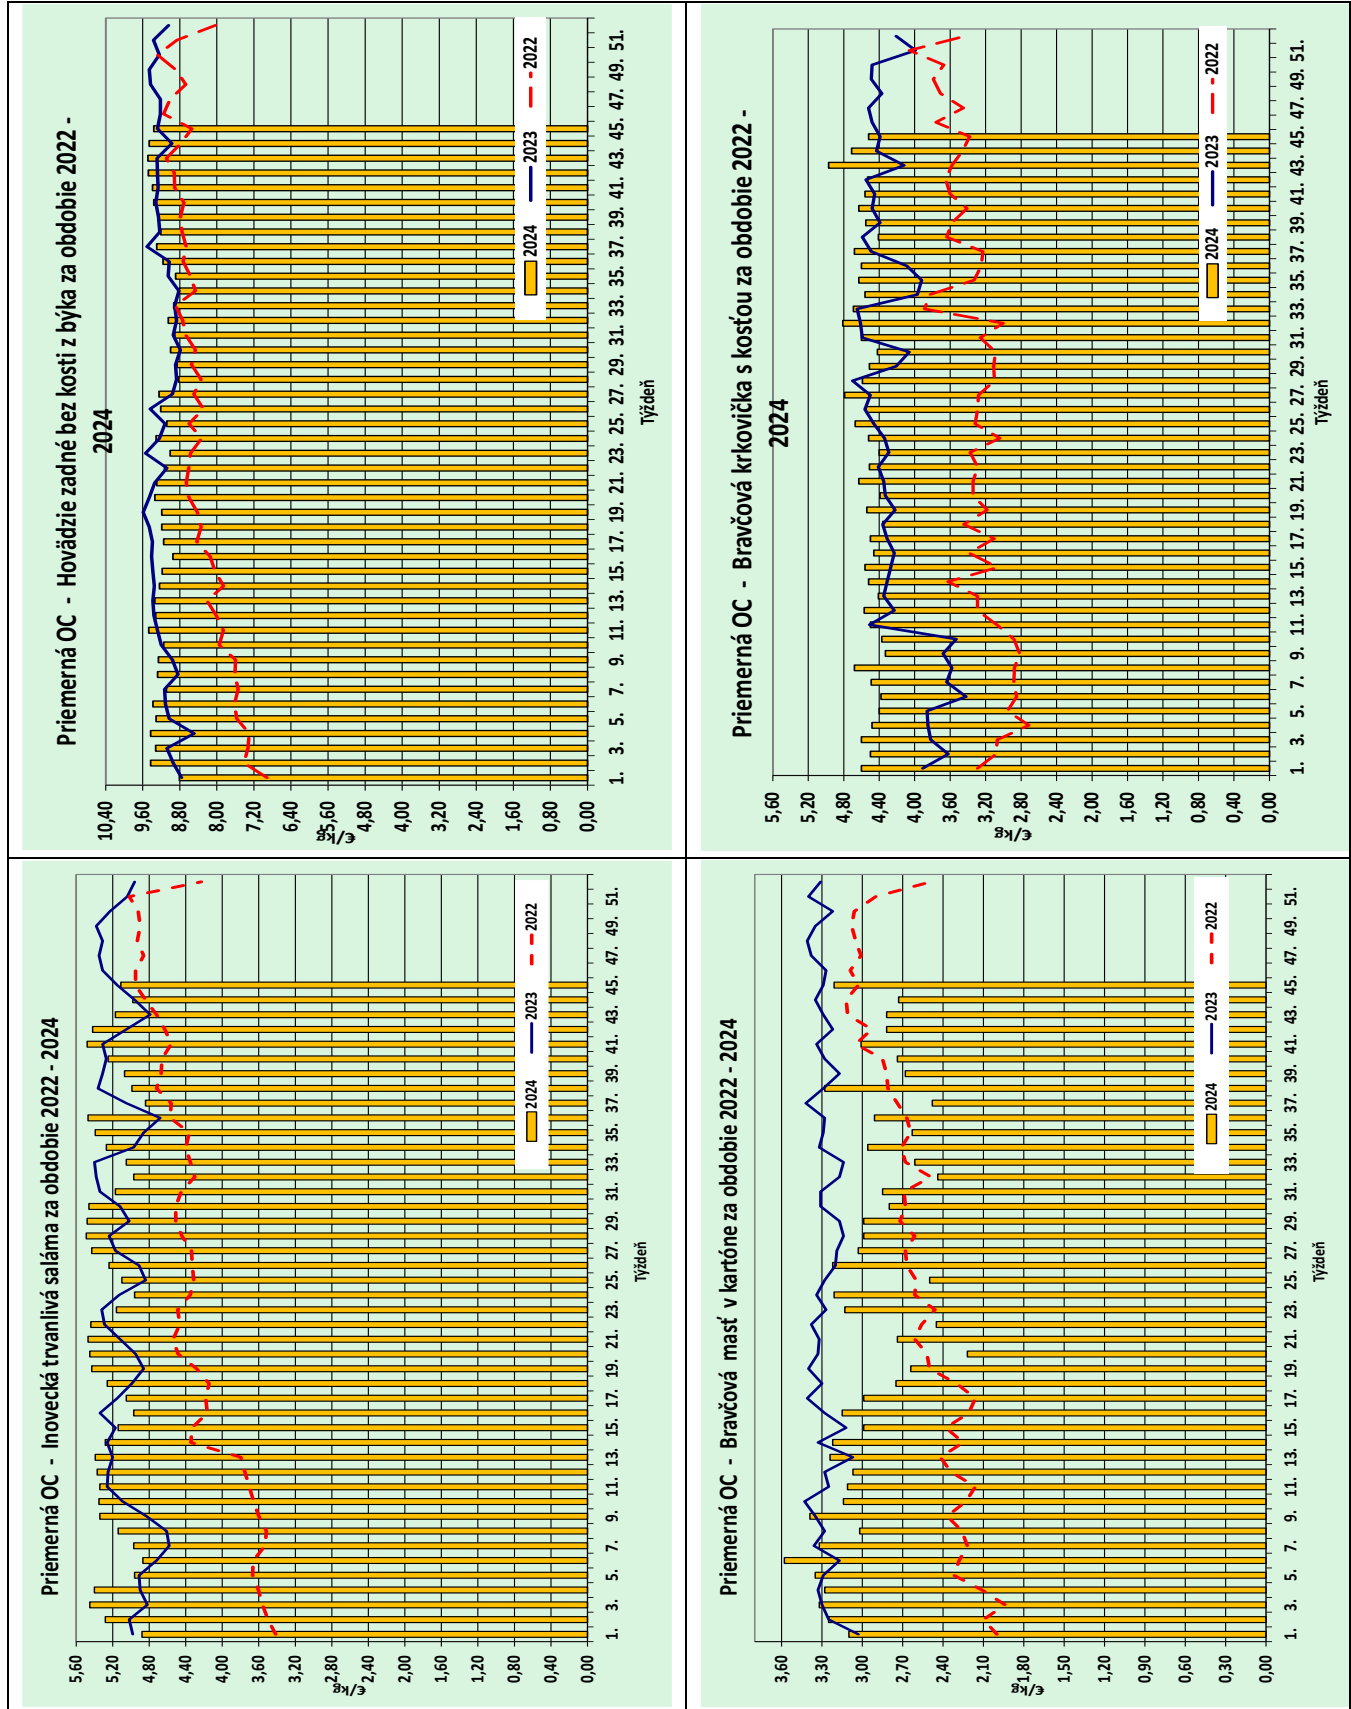 Priemerná OC - Inovecká trvanlivá saláma za obdobie 2022 - 2024
5,60
5,20
4,80
4,40
4,00
3,60
3,20
2,80
2,40
2,00
1,60
1,20
0,80
0,40
0,00
€/kg
2024 2023 2022
1. 3. 5. 7. 9. 11. 13. 15. 17. 19. 21. 23. 25. 27. 29. 31. 33. 35. 37. 39. 41. 43. 45. 47. 49. 51.
Týždeň
Priemerná OC - Hovädzie zadné bez kosti z býka za obdobie 2022 -
2024
10,40
9,60
8,80
8,00
7,20
6,40
5,60
4,80
4,00
3,20
2,40
1,60
0,80
0,00
€/kg
2024 2023 2022
1. 3. 5. 7. 9. 11. 13. 15. 17. 19. 21. 23. 25. 27. 29. 31. 33. 35. 37. 39. 41. 43. 45. 47. 49. 51.
Týždeň
Priemerná OC - Bravčová masť v kartóne za obdobie 2022 - 2024
3,60
3,30
3,00
2,70
2,40
2,10
1,80
1,50
1,20
0,90
0,60
0,30
0,00
€/kg
2024 2023 2022
1. 3. 5. 7. 9. 11. 13. 15. 17. 19. 21. 23. 25. 27. 29. 31. 33. 35. 37. 39. 41. 43. 45. 47. 49. 51.
Týždeň
Priemerná OC - Bravčová krkovička s kosťou za obdobie 2022 -
2024
5,60
5,20
4,80
4,40
4,00
3,60
3,20
2,80
2,40
2,00
1,60
1,20
0,80
0,40
0,00
€/kg
2024 2023 2022
1. 3. 5. 7. 9. 11. 13. 15. 17. 19. 21. 23. 25. 27. 29. 31. 33. 35. 37. 39. 41. 43. 45. 47. 49. 51.
Týždeň